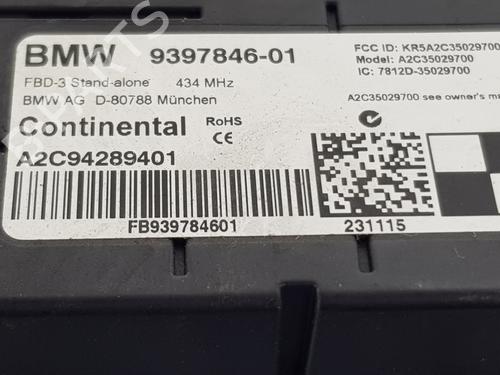 BMW 9397846-01
FBD-3 Stand-alone 434 MHz
BMW AG D-80788 München
Continental RoHS
CE
A2C94289401
FB939784601
FCC ID: KR5A2C35029700
Model: A2C35029700
IC: 7812D-35029700
A2C35029700 see owner's
231115